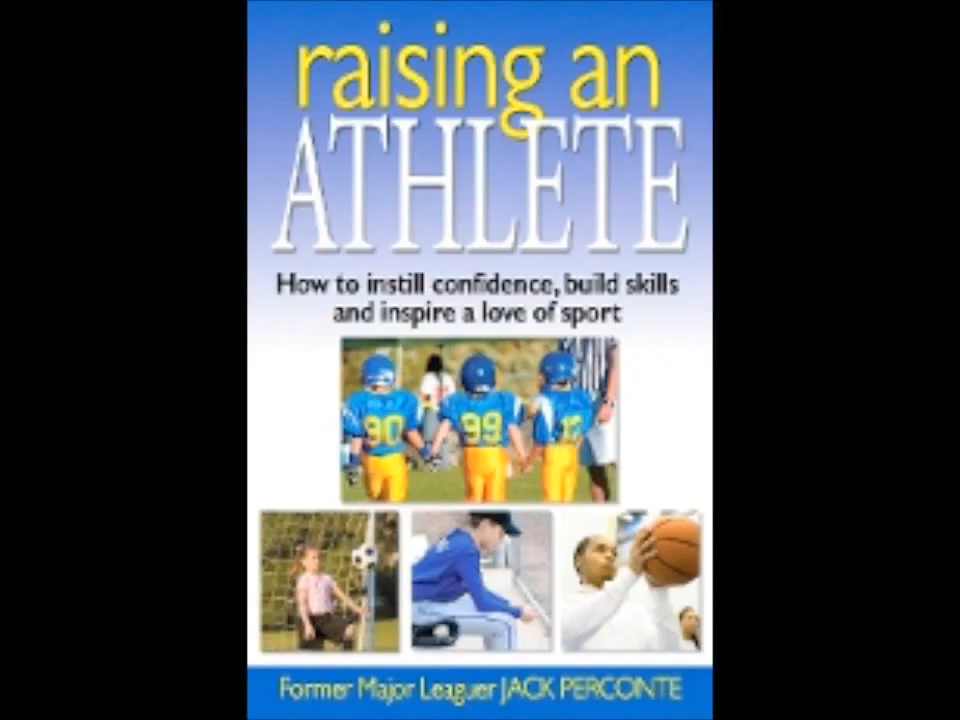 raising an
ATHLETE
How to instill confidence, build skills
and inspire a love of sport
90 99 12
Former Major Leaguer JACK PERCONTE